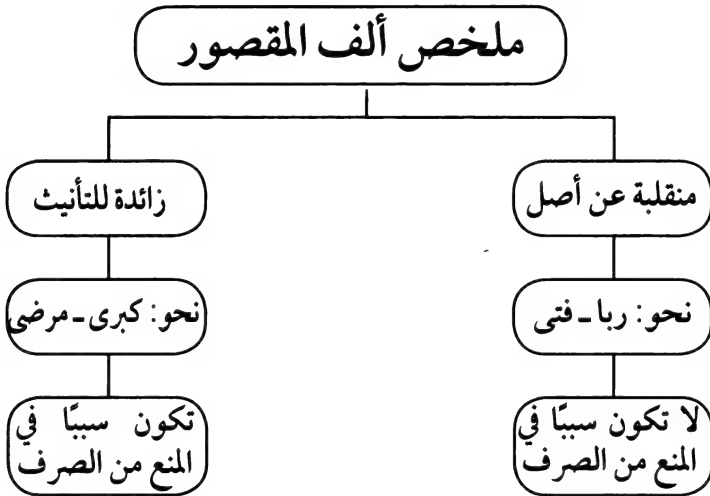 ملخص ألف المقصور
منقلبة عن أصل
نحو: ربا ـ فتى
لا تكون سببًا في
المنع من الصرف
زائدة للتأنيث
نحو: كبرى ـ مرضى
تكون سببًا في
المنع من الصرف